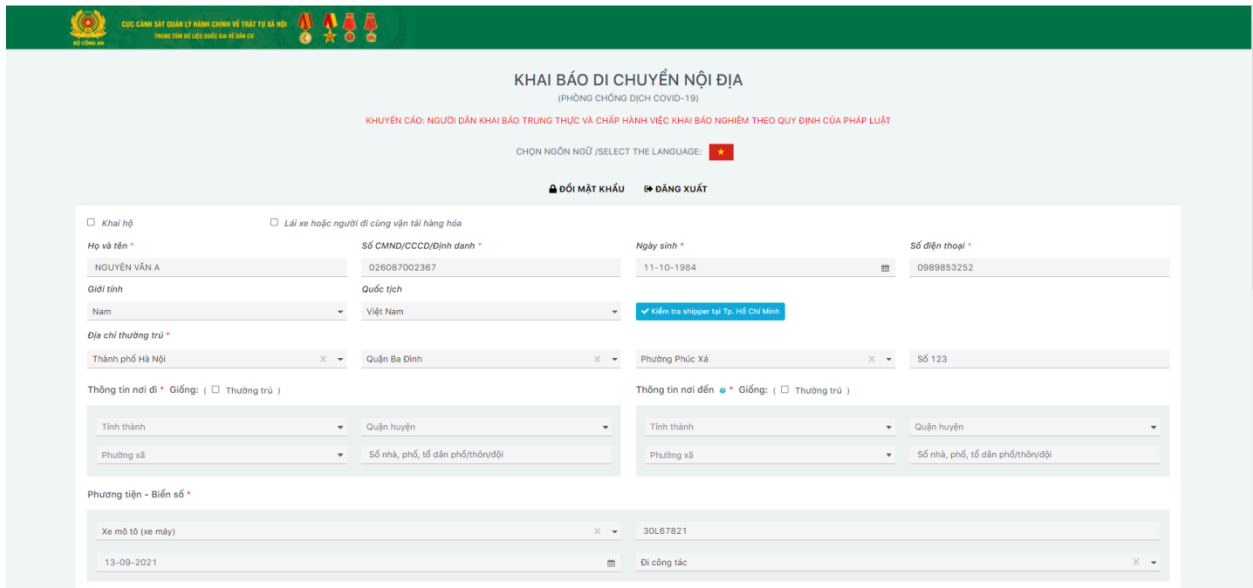 CỤC CẢNH SÁT QUẢN LÝ HÀNH CHÍNH VỀ TRẬT TỰ XÃ HỘI
TRUNG TÂM DỮ LIỆU QUỐC GIA VỀ DÂN CƯ
BỘ CÔNG AN
KHAI BÁO DI CHUYỂN NỘI ĐỊA
(PHÒNG CHỐNG DỊCH COVID-19)
KHUYẾN CÁO: NGƯỜI DÂN KHAI BÁO TRUNG THỰC VÀ CHẤP HÀNH VIỆC KHAI BÁO NGHIÊM THEO QUY ĐỊNH CỦA PHÁP LUẬT
CHỌN NGÔN NGỮ /SELECT THE LANGUAGE:
ĐỔI MẬT KHẨU ĐĂNG XUẤT
Khai hộ Lái xe hoặc người đi cùng vận tải hàng hóa
Họ và tên * Số CMND/CCCD/Định danh * Ngày sinh * Số điện thoại *
NGUYỄN VĂN A 026087002367 11-10-1984 0989853252
Giới tính Quốc tịch
Nam Việt Nam Kiểm tra shipper tại Tp. Hồ Chí Minh
Địa chỉ thường trú *
Thành phố Hà Nội Quận Ba Đình Phường Phúc Xá Số 123
Thông tin nơi đi * Giống: ( Thường trú ) Thông tin nơi đến * Giống: ( Thường trú )
Tỉnh thành Quận huyện Tỉnh thành Quận huyện
Phường xã Số nhà, phố, tổ dân phố/thôn/đội Phường xã Số nhà, phố, tổ dân phố/thôn/đội
Phương tiện - Biển số *
Xe mô tô (xe máy) 30L67821
13-09-2021 Đi công tác